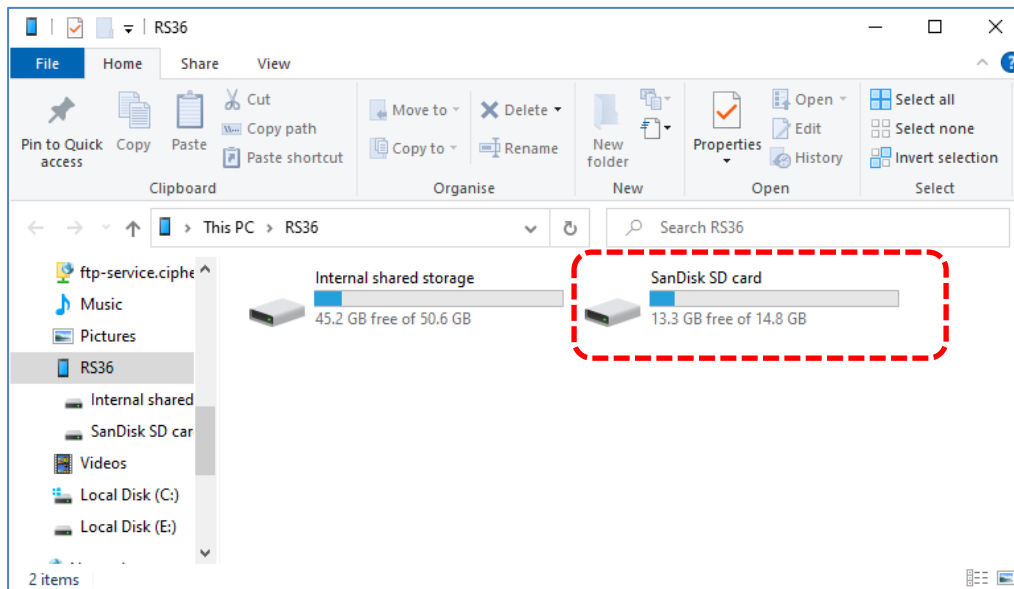 RS36
File Home Share View
Pin to Quick access
Copy
Paste
Cut
Copy path
Paste shortcut
Clipboard
Move to
Copy to
Delete
Rename
Organise
New folder
New
Properties
Open
Edit
History
Open
Select all
Select none
Invert selection
Select
This PC > RS36
Search RS36
ftp-service.ciphe
Music
Pictures
RS36
Internal shared
SanDisk SD car
Videos
Local Disk (C:)
Local Disk (E:)
Internal shared storage
45.2 GB free of 50.6 GB
SanDisk SD card
13.3 GB free of 14.8 GB
2 items